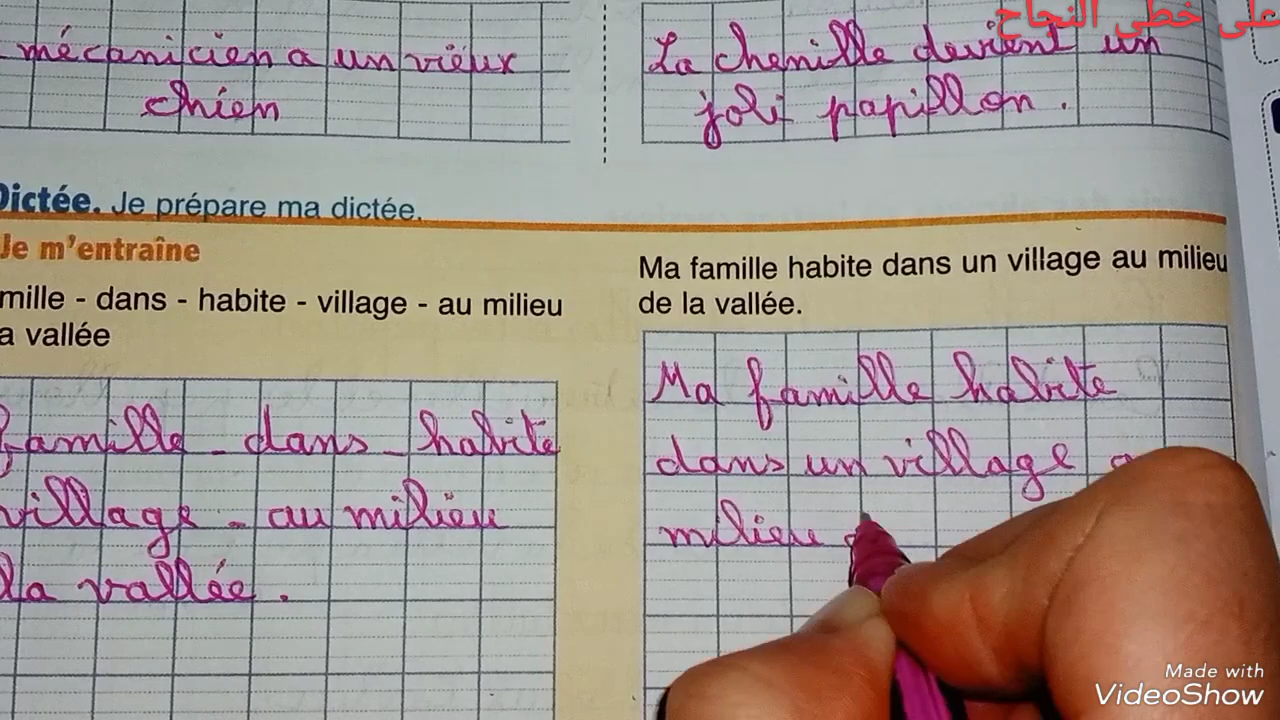 على خطى النجاح
mécanicien a un vieux
chien
La chenille devient un
joli papillon.
Dictée. Je prépare ma dictée.
Je m'entraîne
mille - dans - habite - village - au milieu
a vallée
famille - dans - habite
village - au milieu
la vallée.
Ma famille habite dans un village au milieu
de la vallée.
Ma famille habite
dans un village a
milieu d
Made with
VideoShow